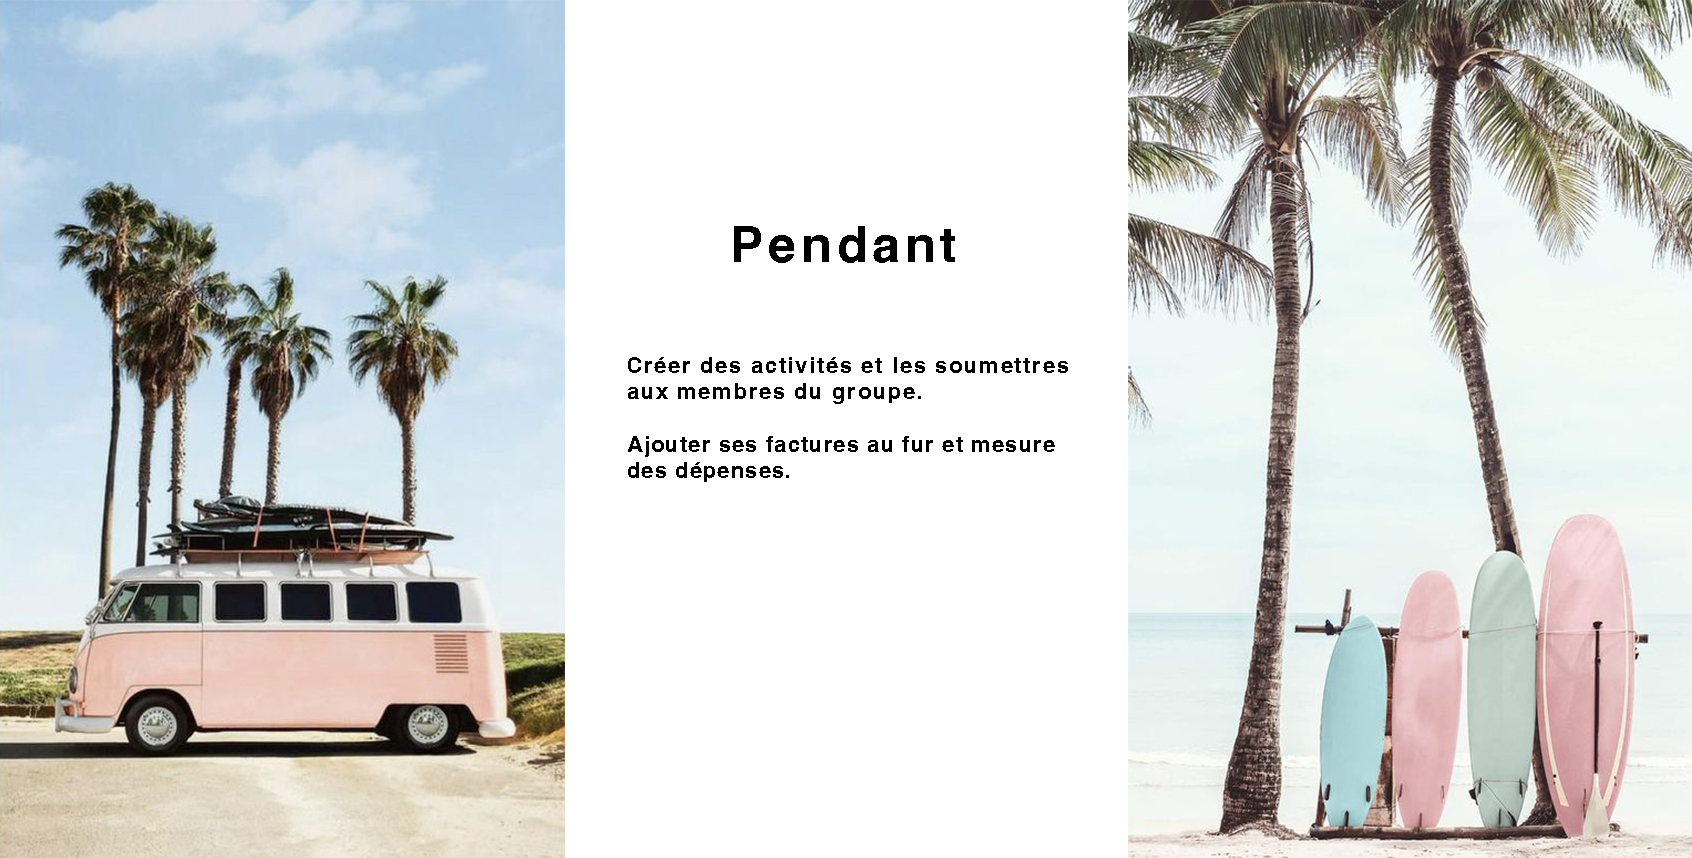 Pendant
Créer des activités et les soumettres
aux membres du groupe.
Ajouter ses factures au fur et mesure
des dépenses.